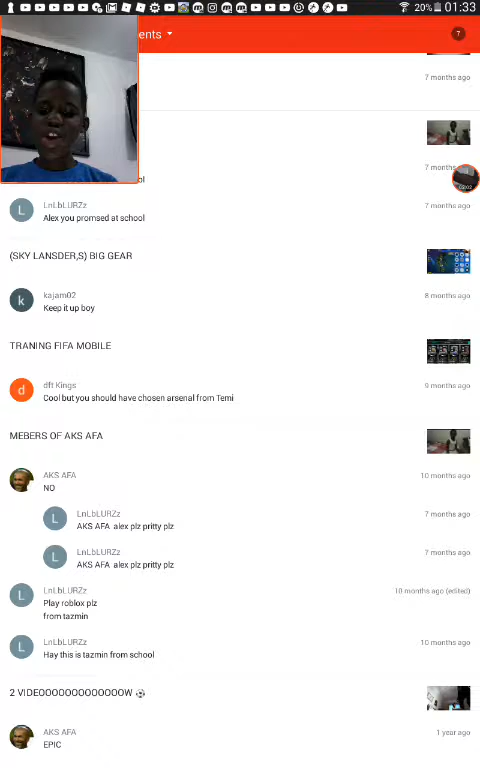 20% 01:33
ents
7
7 months ago
7 months ago
ol
LnLbLURZz
7 months ago
Alex you promsed at school
(SKY LANSDER,S) BIG GEAR
kajam02
8 months ago
k
Keep it up boy
TRANING FIFA MOBILE
dft Kings
9 months ago
d
Cool but you should have chosen arsenal from Temi
MEBERS OF AKS AFA
AKS AFA
10 months ago
NO
LnLbLURZz
7 months ago
L
AKS AFA alex plz pritty plz
LnLbLURZz
7 months ago
L
AKS AFA alex plz pritty plz
LnLbLURZz
10 months ago (edited)
L
Play roblox plz
from tazmin
LnLbLURZz
10 months ago
L
Hay this is tazmin from school
2 VIDEOOOOOOOOOOOOOW
AKS AFA
1 year ago
EPIC